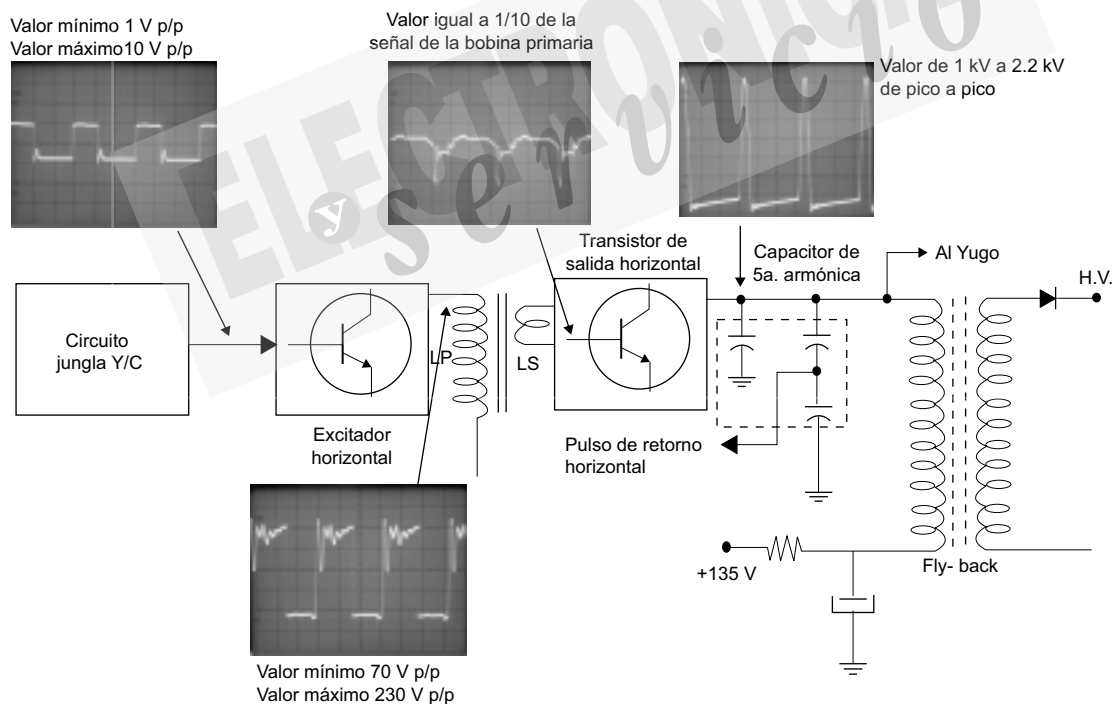 Valor mínimo 1 V p/p
Valor máximo10 V p/p
Valor igual a 1/10 de la
señal de la bobina primaria
Valor de 1 kV a 2.2 kV
de pico a pico
ELECTRONICA
y
servicio
Transistor de
salida horizontal
Capacitor de
5a. armónica
Al Yugo
H.V.
Circuito
jungla Y/C
LP
LS
Excitador
horizontal
Pulso de retorno
horizontal
+135 V
Fly- back
Valor mínimo 70 V p/p
Valor máximo 230 V p/p